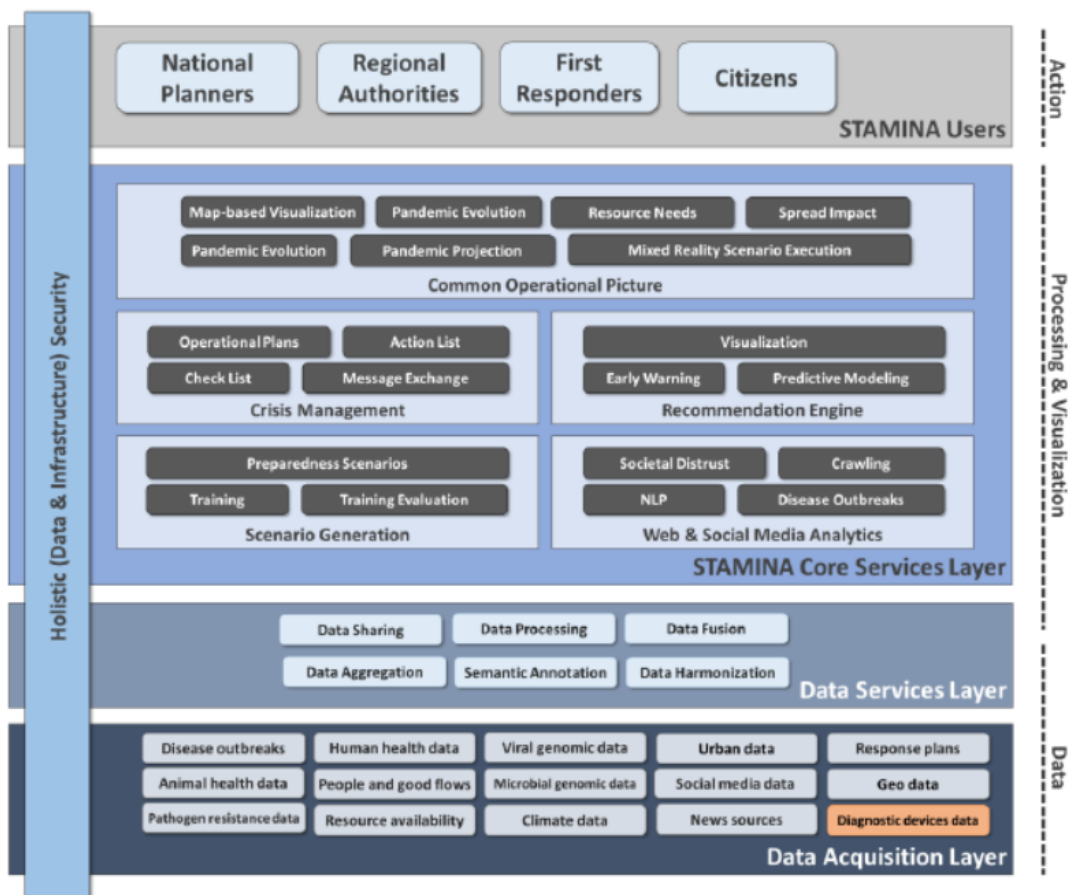 National
Planners
Regional
Authorities
First
Responders
Citizens
STAMINA Users
Action
Map-based Visualization
Pandemic Evolution
Resource Needs
Spread Impact
Pandemic Evolution
Pandemic Projection
Mixed Reality Scenario Execution
Common Operational Picture
Operational Plans
Action List
Check List
Message Exchange
Crisis Management
Visualization
Early Warning
Predictive Modeling
Recommendation Engine
Preparedness Scenarios
Training
Training Evaluation
Scenario Generation
Societal Distrust
Crawling
NLP
Disease Outbreaks
Web & Social Media Analytics
STAMINA Core Services Layer
Processing & Visualization
Holistic (Data & Infrastructure) Security
Data Sharing
Data Processing
Data Fusion
Data Aggregation
Semantic Annotation
Data Harmonization
Data Services Layer
Data
Disease outbreaks
Human health data
Viral genomic data
Urban data
Response plans
Animal health data
People and good flows
Microbial genomic data
Social media data
Geo data
Pathogen resistance data
Resource availability
Climate data
News sources
Diagnostic devices data
Data Acquisition Layer